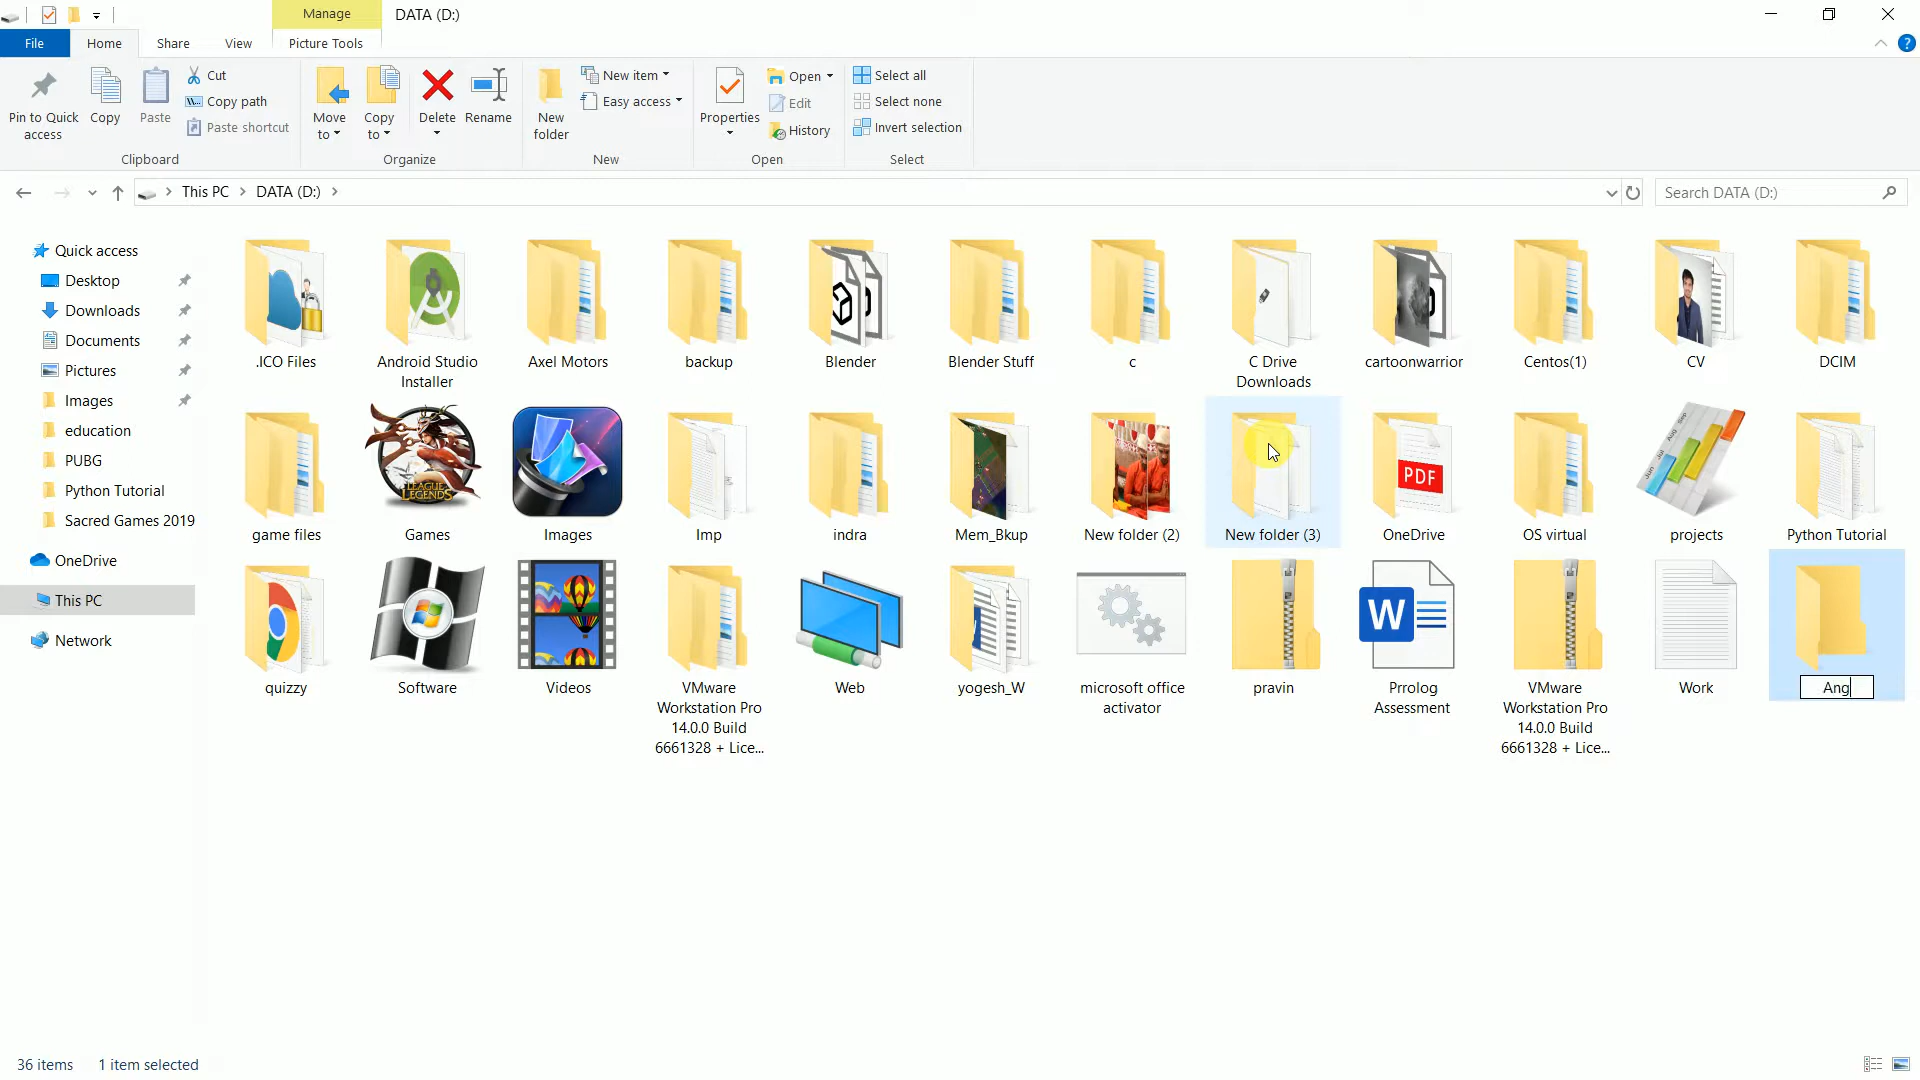 Manage
DATA (D:)
File
Home
Share
View
Picture Tools
Pin to Quick
access
Copy
Paste
Cut
Copy path
Paste shortcut
Clipboard
Move
to
Copy
to
Delete
Rename
Organize
New
folder
New item
Easy access
New
Properties
Open
Edit
History
Open
Select all
Select none
Invert selection
Select
This PC
DATA (D:)
Search DATA (D:)
Quick access
Desktop
Downloads
Documents
Pictures
Images
education
PUBG
Python Tutorial
Sacred Games 2019
OneDrive
This PC
Network
.ICO Files
Android Studio
Installer
Axel Motors
backup
Blender
Blender Stuff
c
C Drive
Downloads
cartoonwarrior
Centos(1)
CV
DCIM
LEAGUE
LEGENDS
PDF
game files
Games
Images
Imp
indra
Mem_Bkup
New folder (2)
New folder (3)
OneDrive
OS virtual
projects
Python Tutorial
W
quizzy
Software
Videos
VMware
Workstation Pro
14.0.0 Build
6661328 + Lice...
Web
yogesh_W
microsoft office
activator
pravin
Prrolog
Assessment
VMware
Workstation Pro
14.0.0 Build
6661328 + Lice...
Work
Ang
36 items
1 item selected